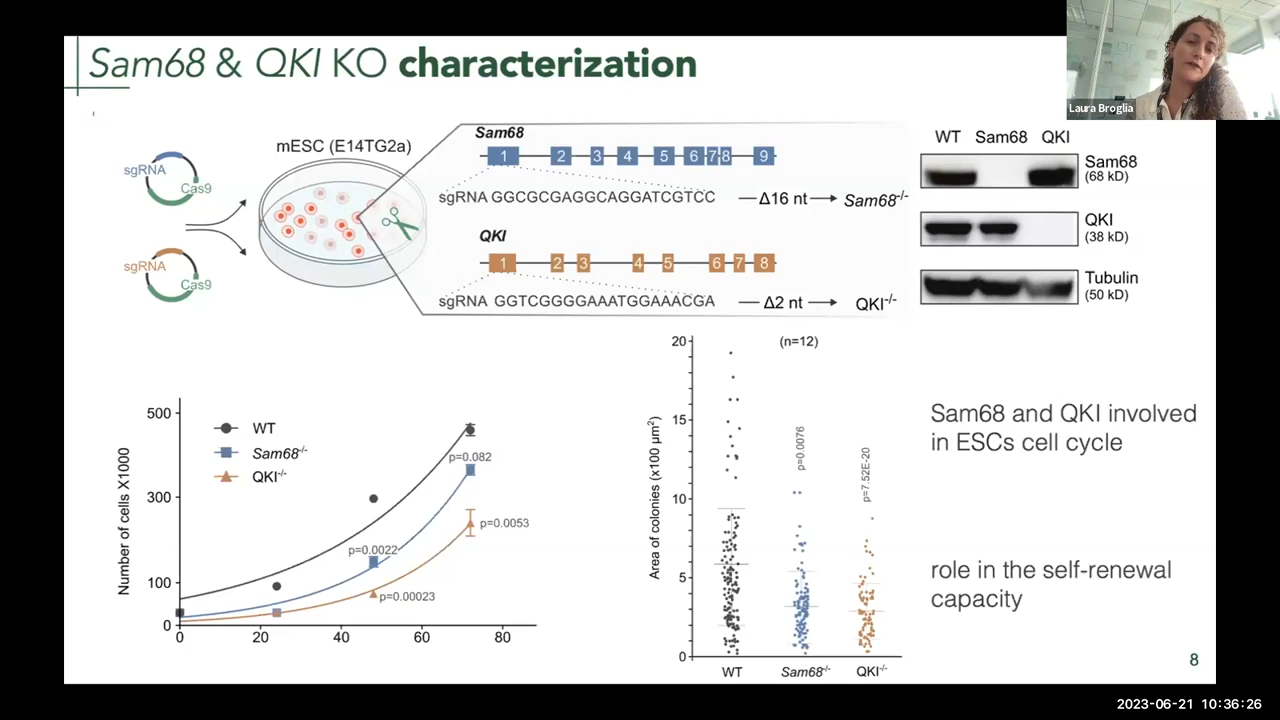 Sam68 & QKI KO characterization
Laura Broglia
sgRNA
Cas9
sgRNA
Cas9
mESC (E14TG2a)
Sam68
1 2 3 4 5 6 7 8 9
sgRNA GGCGCGAGGCAGGATCGTCC Δ16 nt Sam68-/-
QKI
1 2 3 4 5 6 7 8
sgRNA GGTCGGGGAAATGGAAACGA Δ2 nt QKI-/-
WT Sam68 QKI
Sam68
(68 kD)
QKI
(38 kD)
Tubulin
(50 kD)
Number of cells X1000
500
300
100
0
0 20 40 60 80
WT
Sam68-/-
QKI-/-
p=0.082
p=0.0053
p=0.0022
p=0.00023
Area of colonies (x100 µm²)
20
15
10
5
0
(n=12)
p=0.0076
p=7.52E-20
WT Sam68-/- QKI-/-
Sam68 and QKI involved
in ESCs cell cycle
role in the self-renewal
capacity
8
2023-06-21 10:36:26